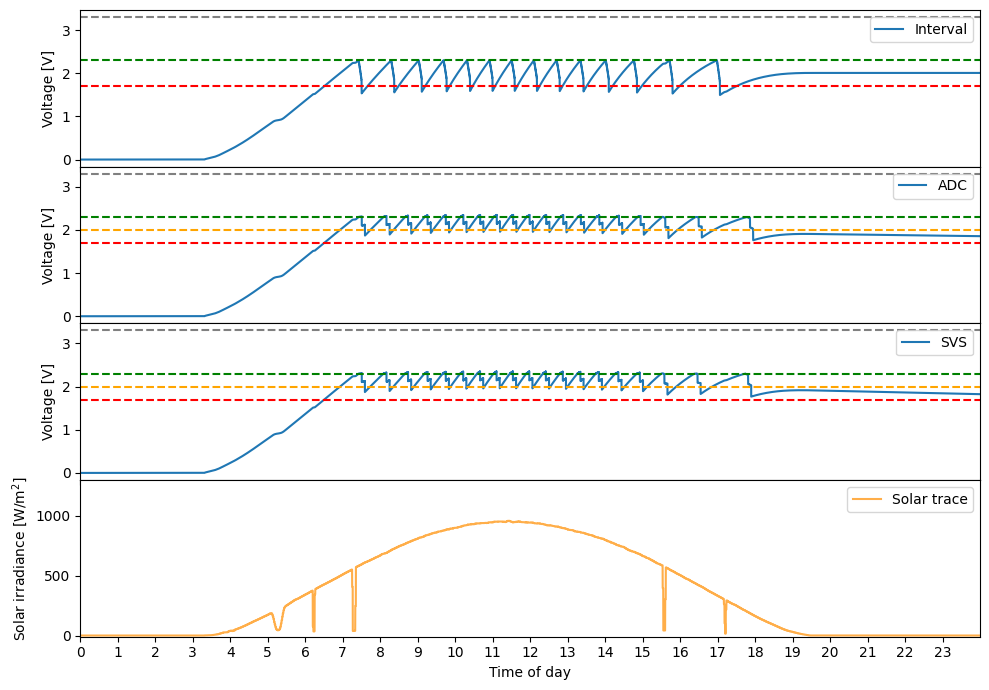 Voltage [V]
3
2
1
0
Interval
Voltage [V]
3
2
1
0
ADC
Voltage [V]
3
2
1
0
SVS
Solar irradiance [W/m²]
1000
500
0
Solar trace
0 1 2 3 4 5 6 7 8 9 10 11 12 13 14 15 16 17 18 19 20 21 22 23
Time of day